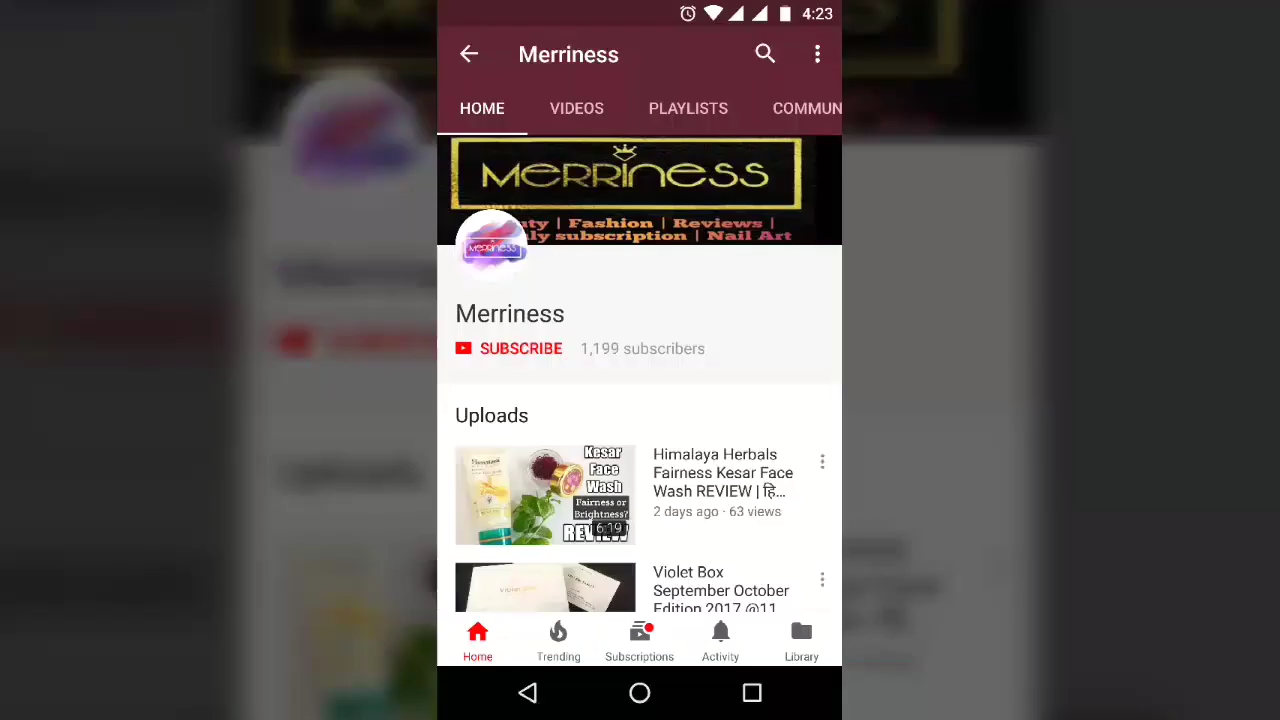 4:23
Merriness
HOME VIDEOS PLAYLISTS COMMUN
MERRINESS
uty | Fashion | Reviews |
ly subscription | Nail Art
MERRINESS
Merriness
SUBSCRIBE 1,199 subscribers
Uploads
Kesar
Face
Wash
Fairness or
Brightness?
REVIEW
6:19
Himalaya Herbals
Fairness Kesar Face
Wash REVIEW | हि...
2 days ago · 63 views
Violet Box
September October
Edition 2017 @11
Home Trending Subscriptions Activity Library